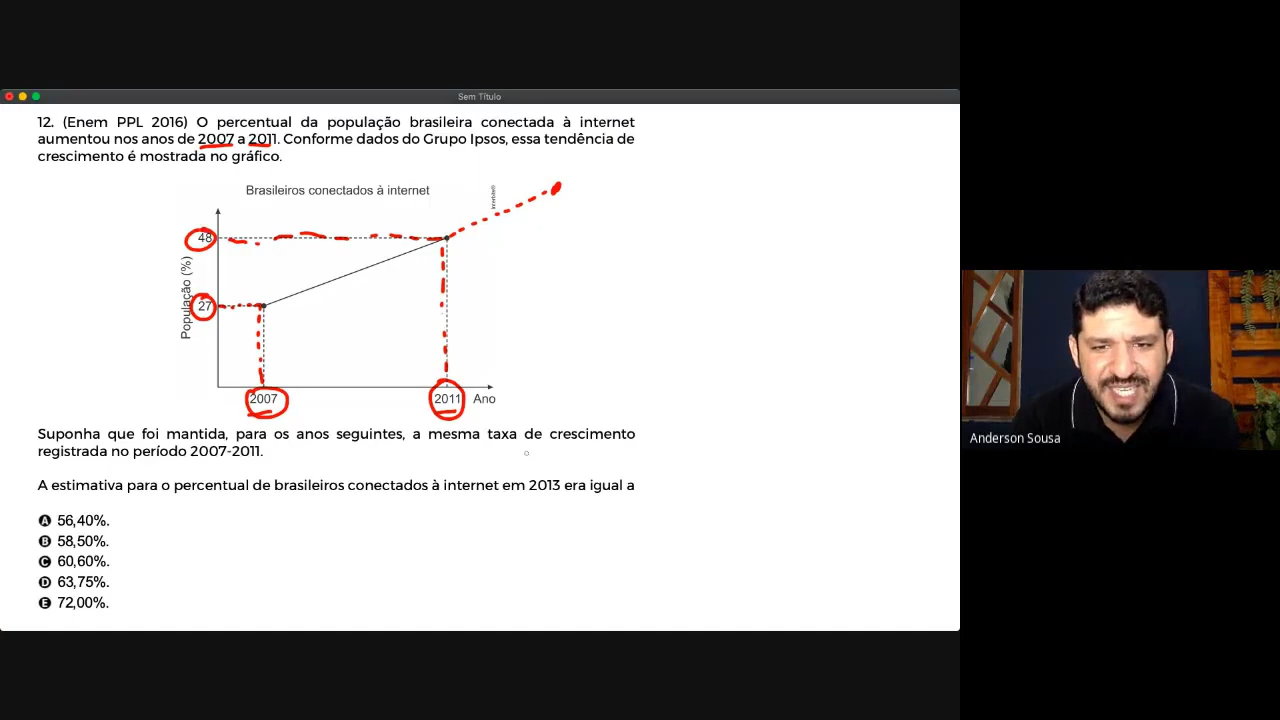 Sem Título
12. (Enem PPL 2016) O percentual da população brasileira conectada à internet
aumentou nos anos de 2007 a 2011. Conforme dados do Grupo Ipsos, essa tendência de
crescimento é mostrada no gráfico.
Brasileiros conectados à internet
Interbits®
48
27
População (%)
2007
2011
Ano
Suponha que foi mantida, para os anos seguintes, a mesma taxa de crescimento
registrada no período 2007-2011.
A estimativa para o percentual de brasileiros conectados à internet em 2013 era igual a
A 56,40%.
B 58,50%.
C 60,60%.
D 63,75%.
E 72,00%.
Anderson Sousa